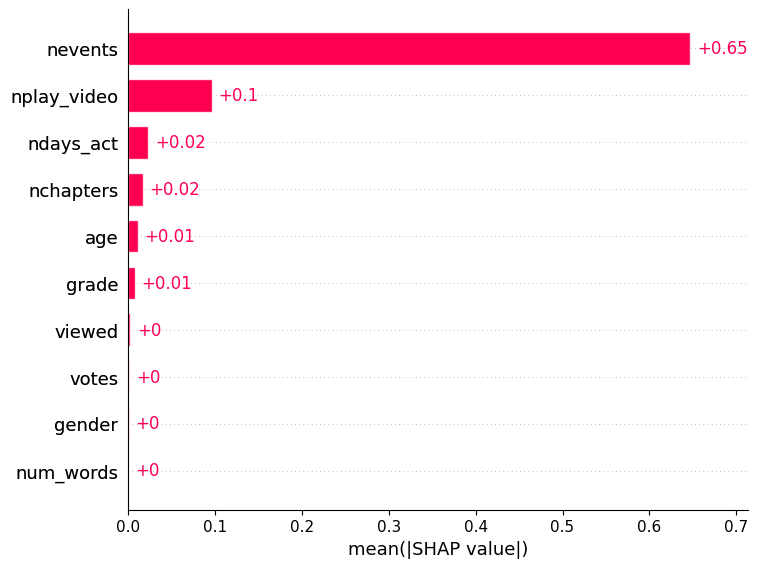 nevents +0.65
nplay_video +0.1
ndays_act +0.02
nchapters +0.02
age +0.01
grade +0.01
viewed +0
votes +0
gender +0
num_words +0
0.0 0.1 0.2 0.3 0.4 0.5 0.6 0.7
mean(|SHAP value|)